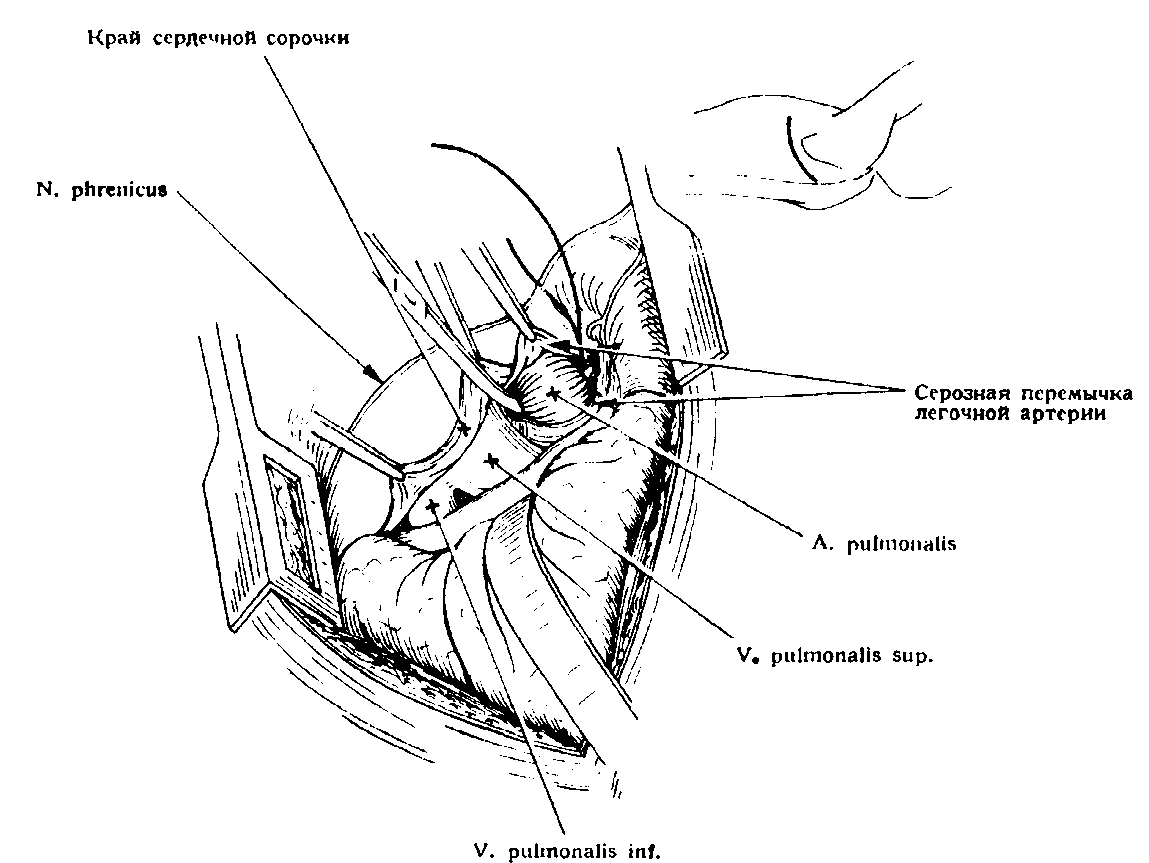 Край сердечной сорочки
N. phrenicus
Серозная перемычка
легочной артерии
A. pulmonalis
V. pulmonalis sup.
V. pulmonalis inf.